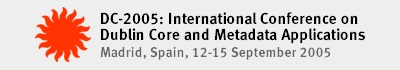 DC-2005: International Conference on
Dublin Core and Metadata Applications
Madrid, Spain, 12-15 September 2005